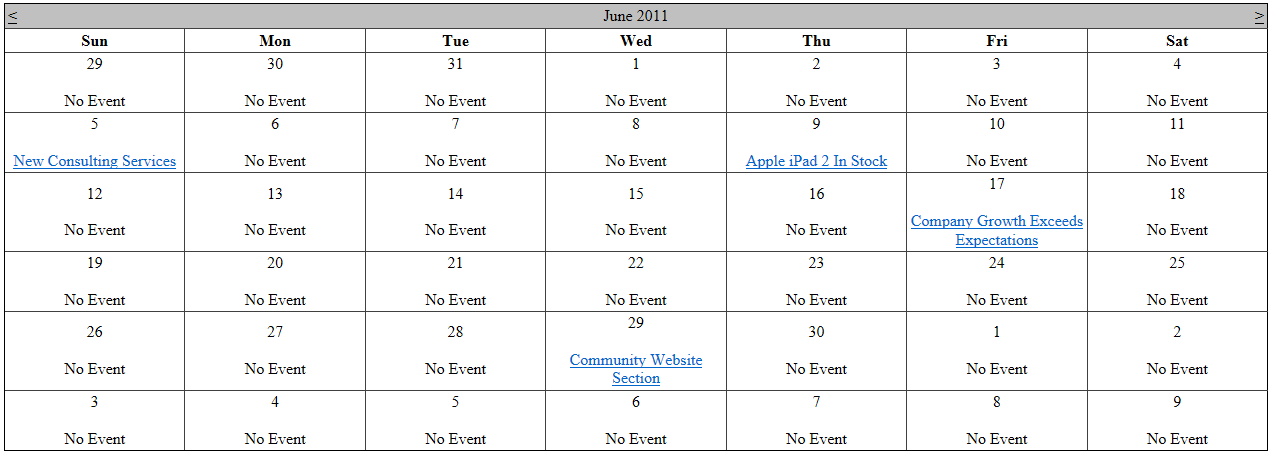 < June 2011 >
Sun Mon Tue Wed Thu Fri Sat
29 30 31 1 2 3 4
No Event No Event No Event No Event No Event No Event No Event
5 6 7 8 9 10 11
New Consulting Services No Event No Event No Event Apple iPad 2 In Stock No Event No Event
12 13 14 15 16 17 18
No Event No Event No Event No Event No Event Company Growth Exceeds No Event
Expectations
19 20 21 22 23 24 25
No Event No Event No Event No Event No Event No Event No Event
26 27 28 29 30 1 2
No Event No Event No Event Community Website No Event No Event No Event
Section
3 4 5 6 7 8 9
No Event No Event No Event No Event No Event No Event No Event